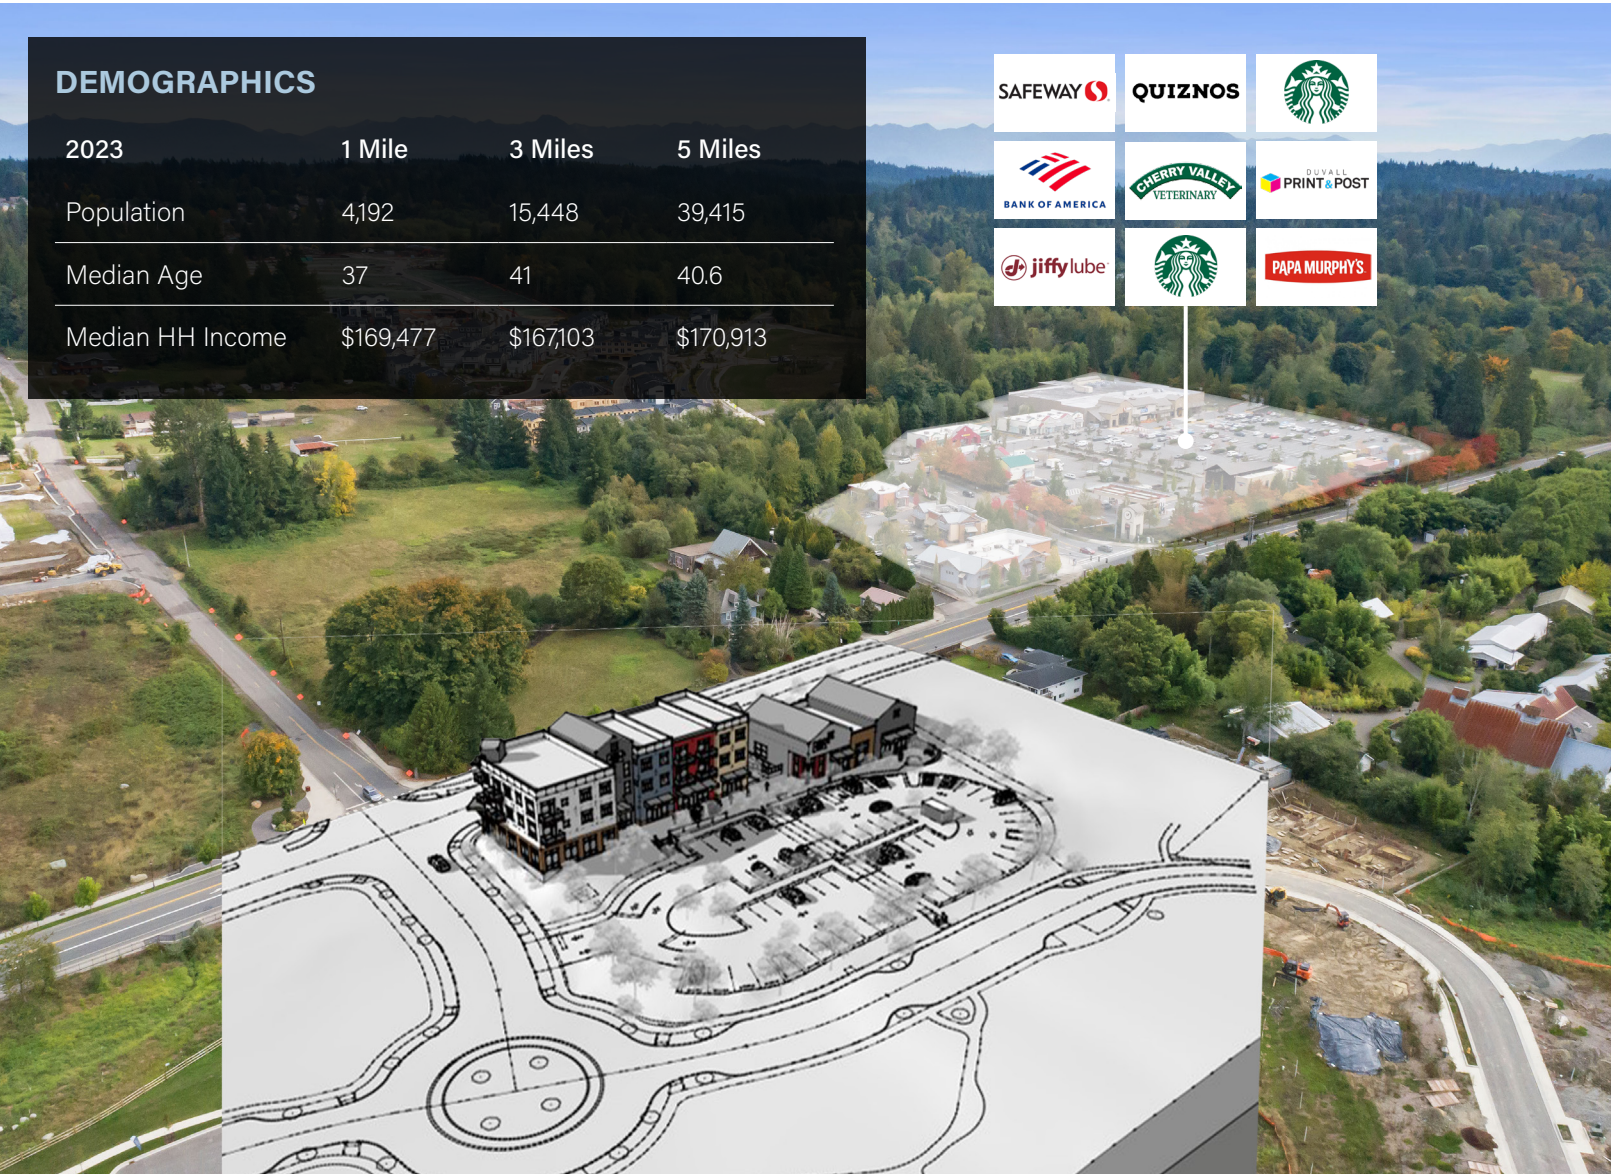 DEMOGRAPHICS
2023 1 Mile 3 Miles 5 Miles
Population 4,192 15,448 39,415
Median Age 37 41 40.6
Median HH Income $169,477 $167,103 $170,913
SAFEWAY QUIZNOS
BANK OF AMERICA
CHERRY VALLEY
VETERINARY
DUVALL
PRINT & POST
jiffy lube
PAPA MURPHY'S